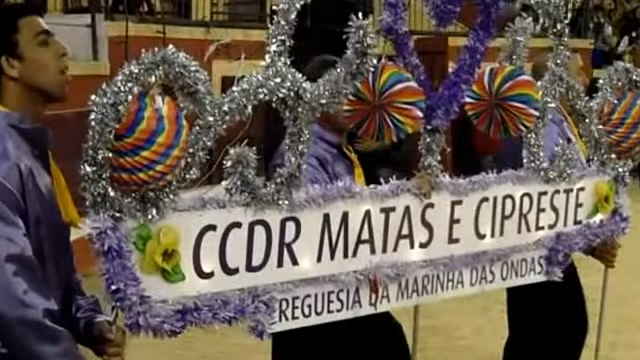 CCDR MATAS E CIPRESTE
REGUESIA DA MARINHA DAS ONDAS